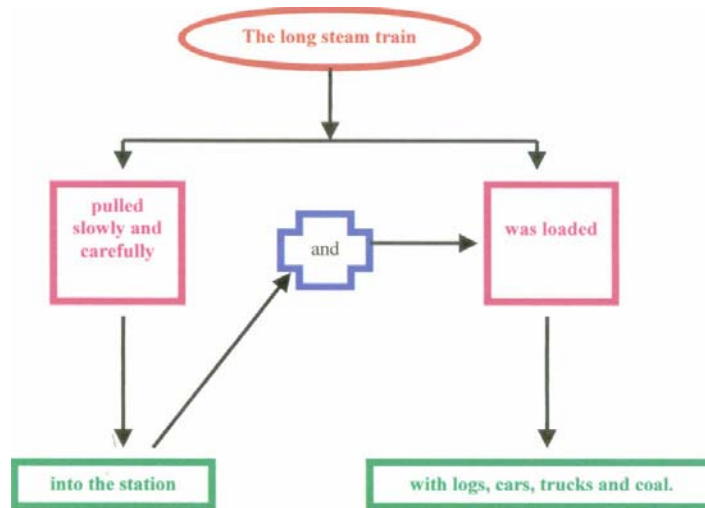 The long steam train
pulled
slowly and
carefully
and
was loaded
into the station
with logs, cars, trucks and coal.